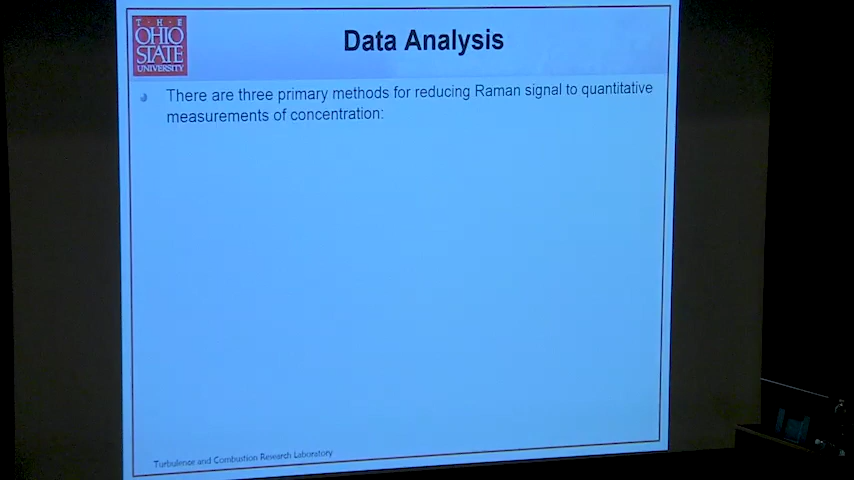 THE
OHIO
STATE
UNIVERSITY
Data Analysis
There are three primary methods for reducing Raman signal to quantitative
measurements of concentration:
Turbulence and Combustion Research Laboratory